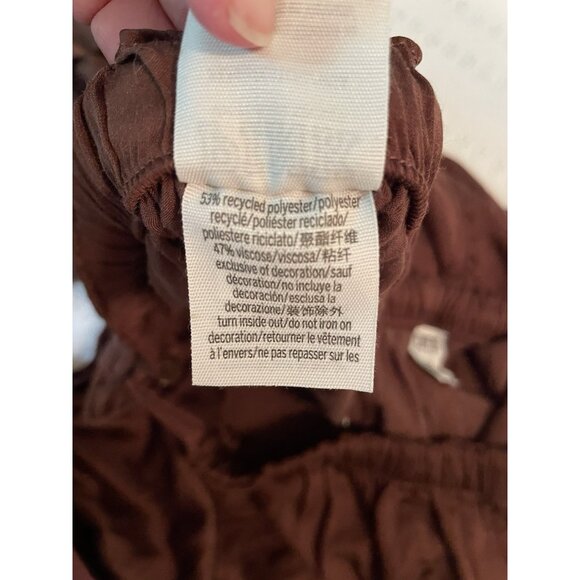 53% recycled polyester/polyester
recyclé/poliéster reciclado/
poliestere riciclato/聚酯纤维
47% viscose/viscosa/粘纤
exclusive of decoration/sauf
décoration/no incluye la
decoración/esclusa la
decorazione/装饰除外
turn inside out/do not iron on
decoration/retourner le vêtement
à l'envers/ne pas repasser sur les